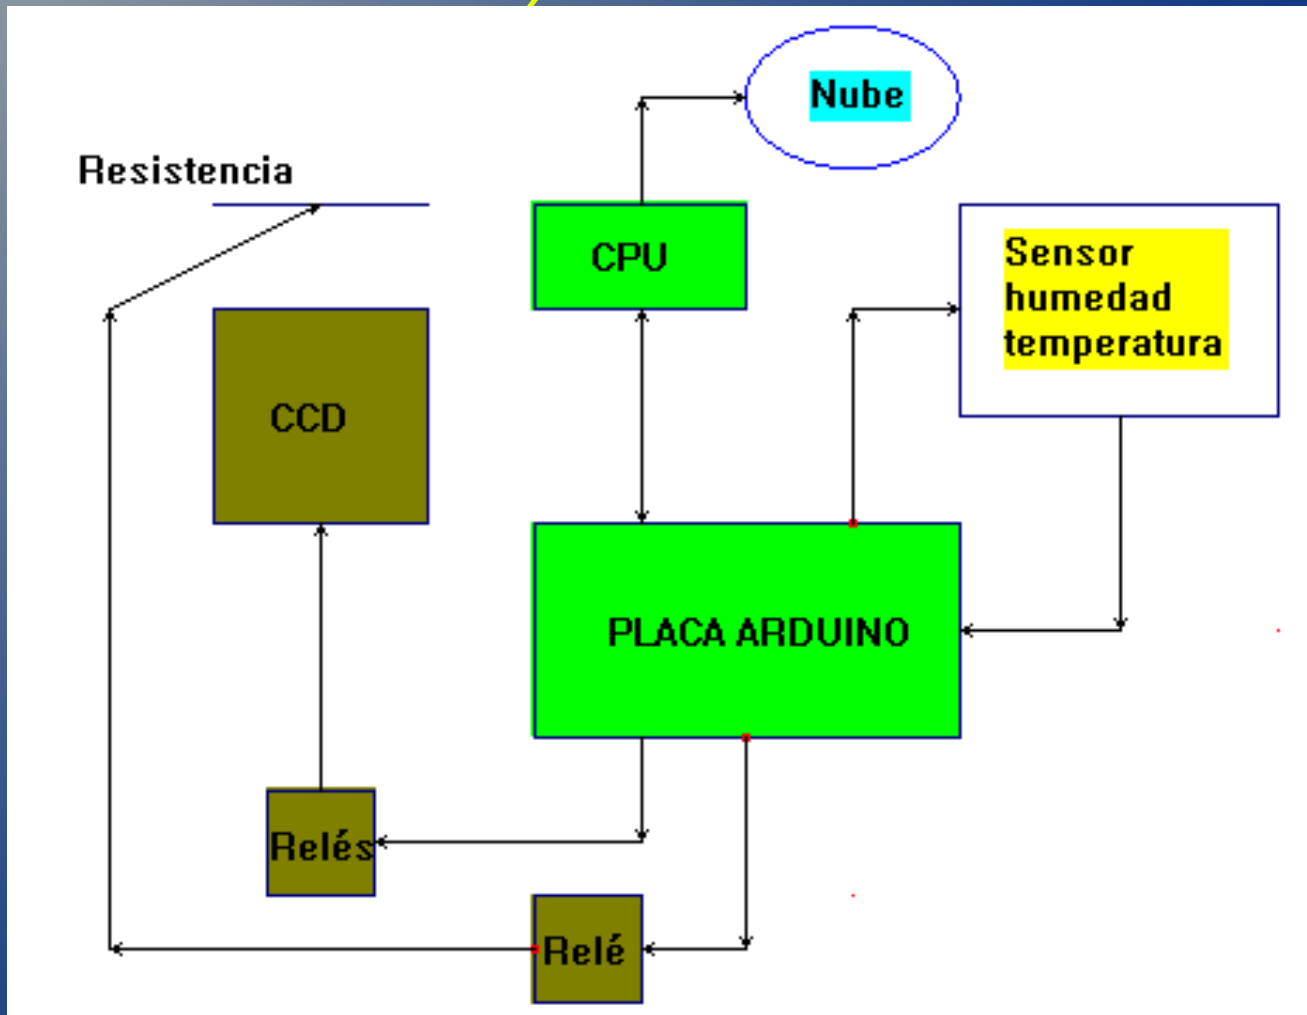 Nube
Resistencia
CPU
Sensor
humedad
temperatura
CCD
PLACA ARDUINO
Relés
Relé